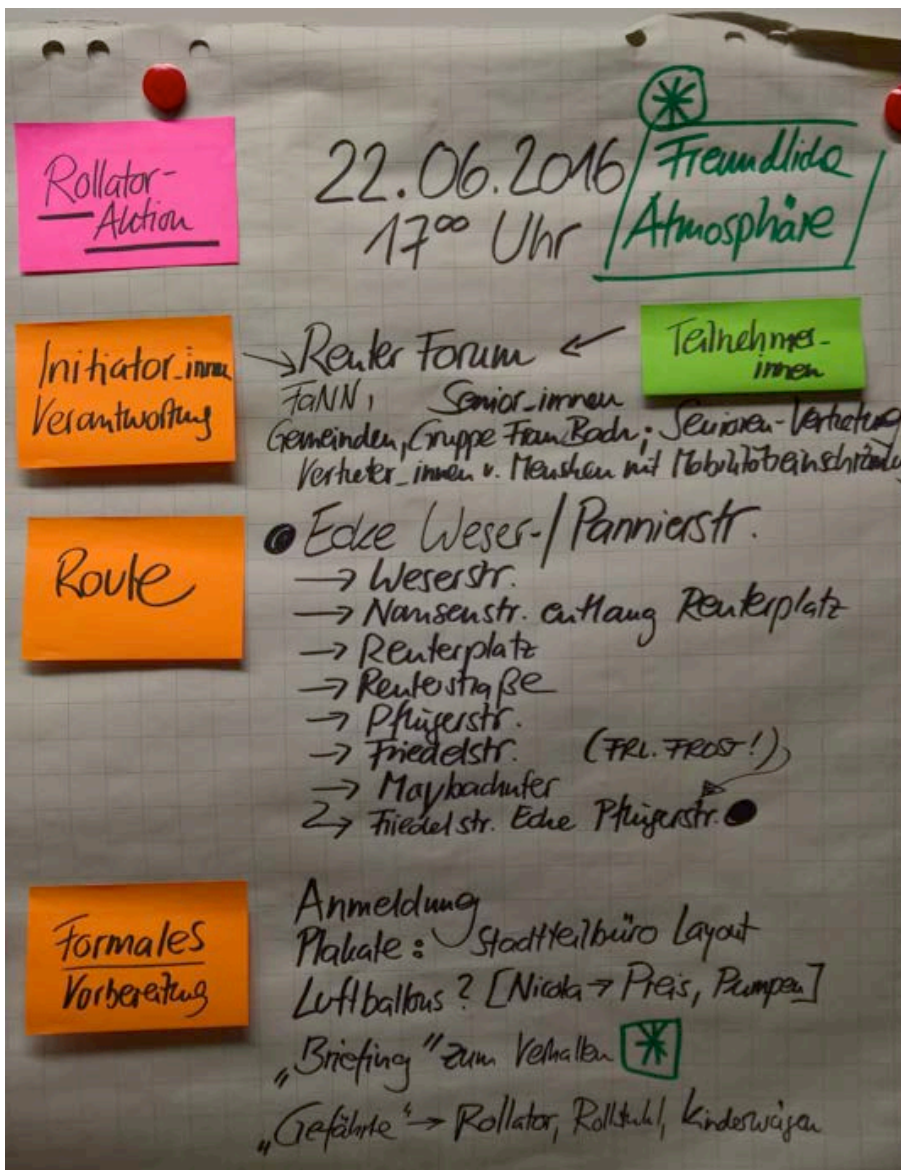 Rollator-
Aktion
22.06.2016
17⁰⁰ Uhr
Freundliche
Atmosphäre
Initiator_innen
Verantwortung
Reuter Forum
Teilnehmer_
innen
FaNN, Senior_innen
Gemeinden, Gruppe Frau Bach; Senioren-Vertretung
Vertreter_innen v. Menschen mit
Route
Ecke Weser-/Pannierstr.
→ Weserstr.
→ Nansenstr. entlang Reuterplatz
→ Reuterplatz
→ Reuterstraße
→ Pflügerstr.
→ Friedelstr. (FRL. FROST!)
→ Maybachufer
→ Friedelstr. Ecke Pflügerstr.
Formales
Vorbereitung
Anmeldung
Plakate: Stadtteilbüro Layout
Luftballons? [Nicola → Preis, Pumpen]
„Briefing" zum Verhalten
„Gefährte" → Rollator, Rollstuhl, Kinderwägen